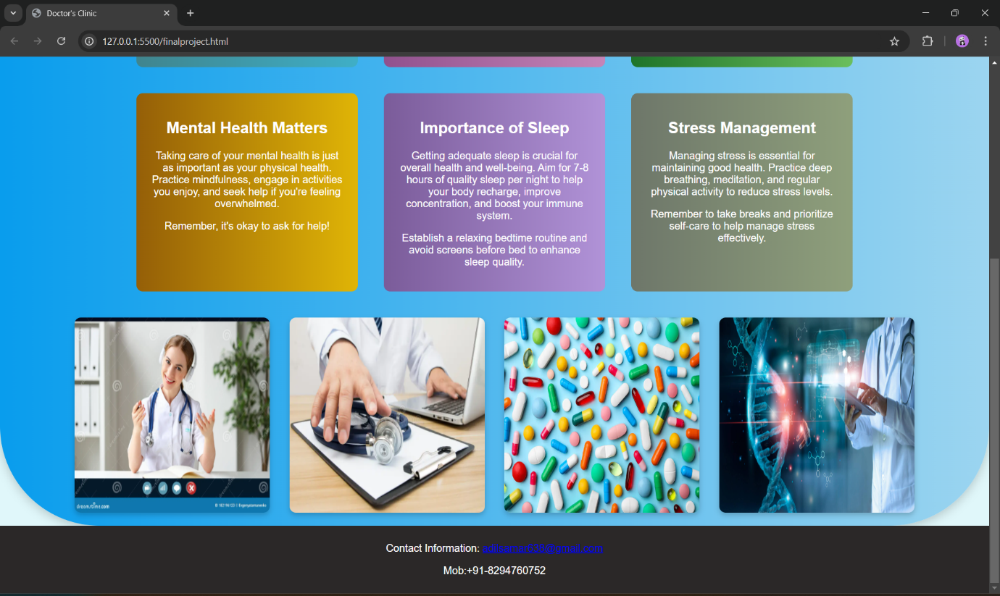 Doctor's Clinic
127.0.0.1:5500/finalproject.html
Mental Health Matters
Taking care of your mental health is just
as important as your physical health.
Practice mindfulness, engage in activities
you enjoy, and seek help if you're feeling
overwhelmed.
Remember, it's okay to ask for help!
Importance of Sleep
Getting adequate sleep is crucial for
overall health and well-being. Aim for 7-8
hours of quality sleep per night to help
your body recharge, improve
concentration, and boost your immune
system.
Establish a relaxing bedtime routine and
avoid screens before bed to enhance
sleep quality.
Stress Management
Managing stress is essential for
maintaining good health. Practice deep
breathing, meditation, and regular
physical activity to reduce stress levels.
Remember to take breaks and prioritize
self-care to help manage stress
effectively.
dreamstime.com
Contact Information: adilsamar638@gmail.com
Mob:+91-8294760752